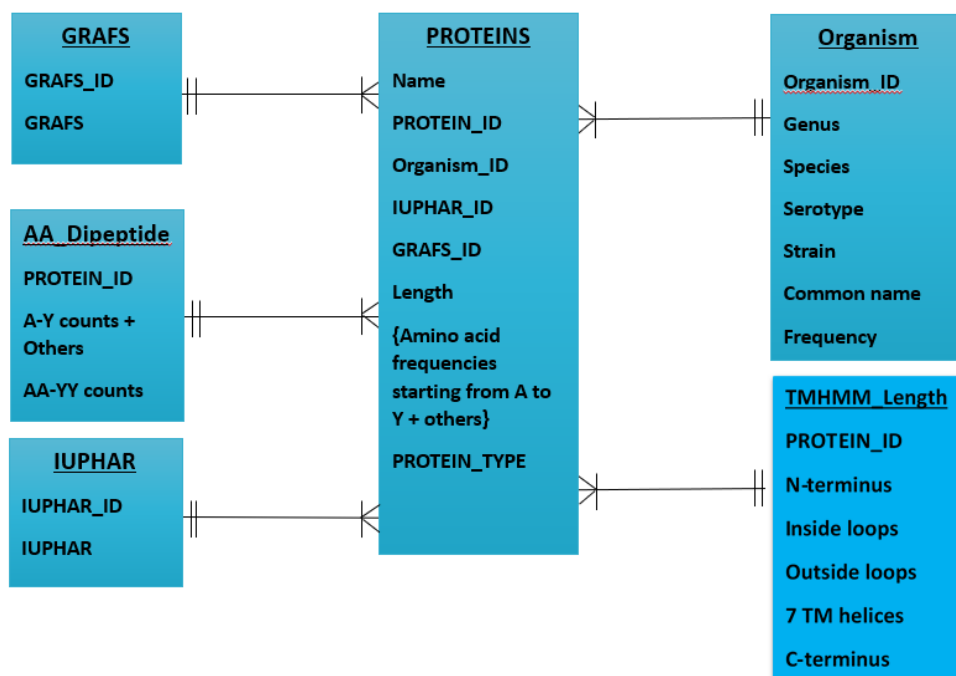 GRAFS
GRAFS_ID
GRAFS
AA_Dipeptide
PROTEIN_ID
A-Y counts +
Others
AA-YY counts
IUPHAR
IUPHAR_ID
IUPHAR
PROTEINS
Name
PROTEIN_ID
Organism_ID
IUPHAR_ID
GRAFS_ID
Length
{Amino acid
frequencies
starting from A to
Y + others}
PROTEIN_TYPE
Organism
Organism_ID
Genus
Species
Serotype
Strain
Common name
Frequency
TMHMM_Length
PROTEIN_ID
N-terminus
Inside loops
Outside loops
7 TM helices
C-terminus